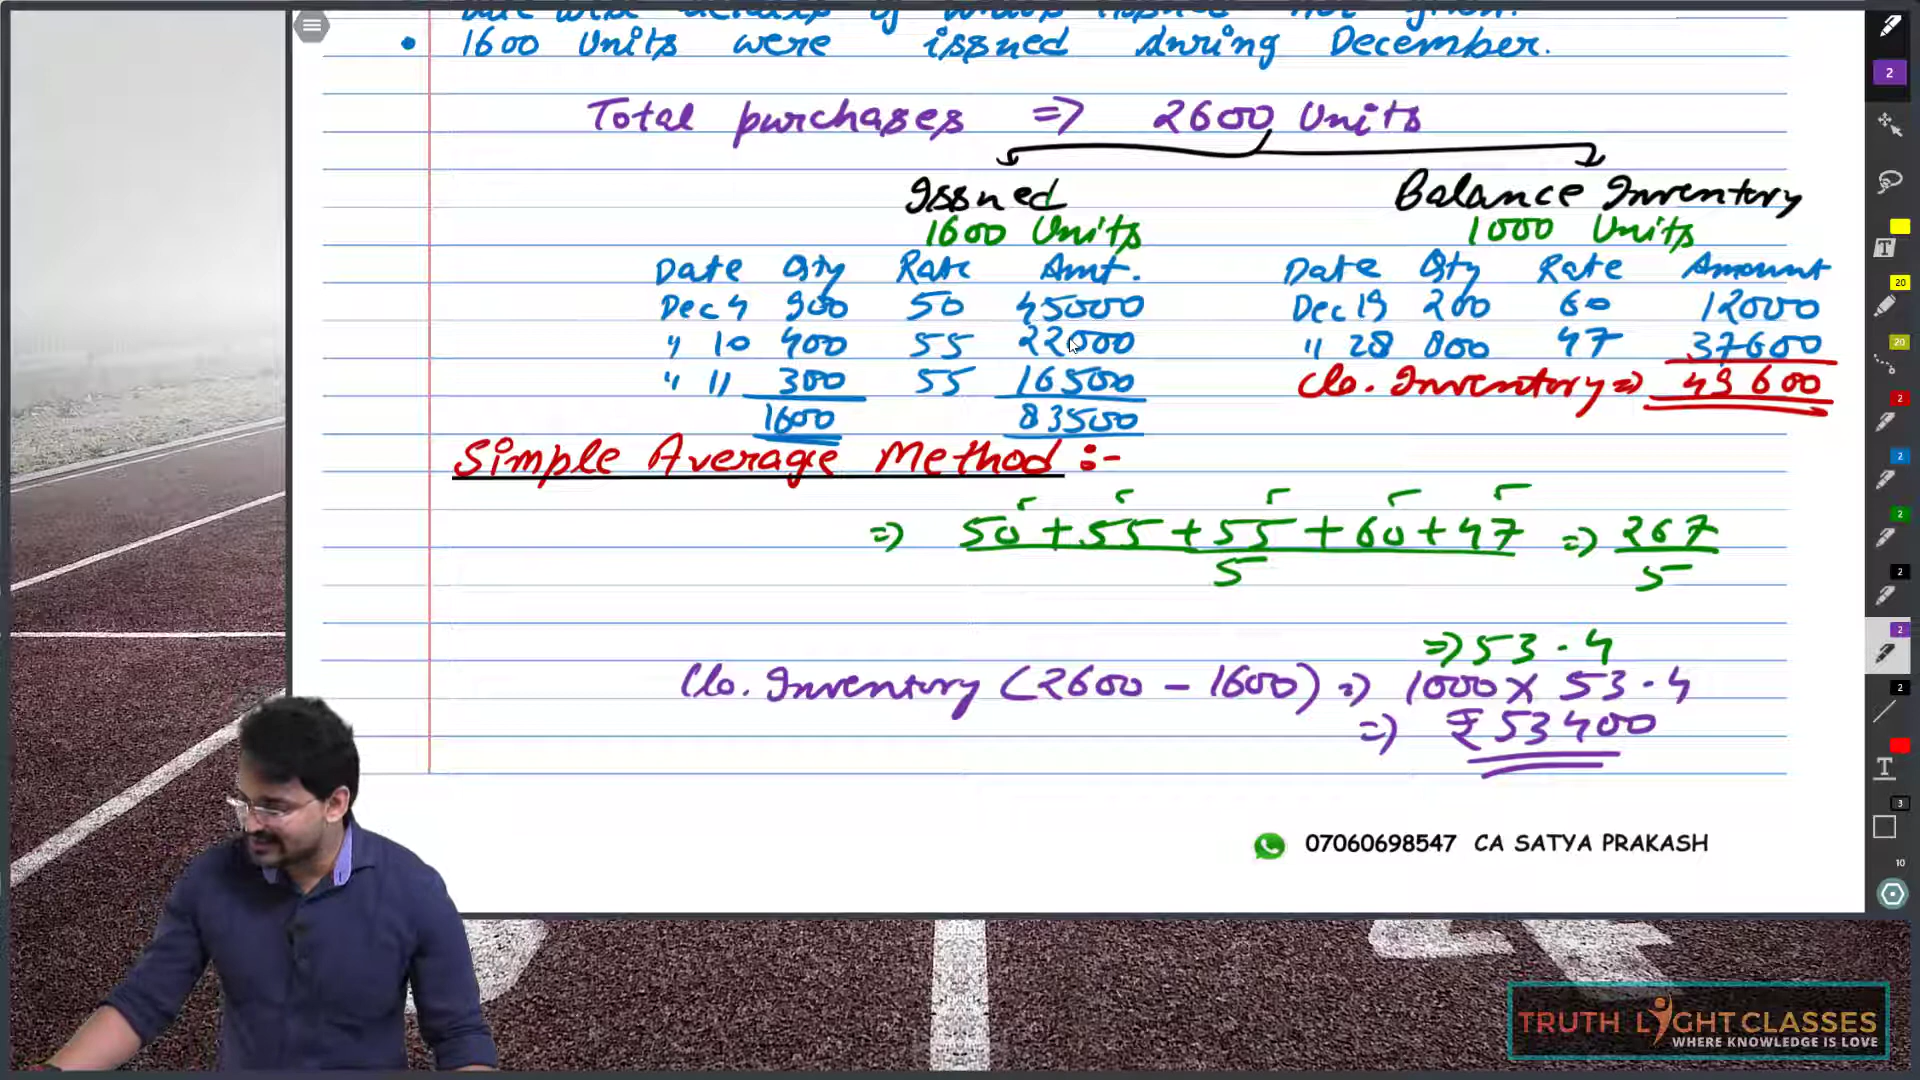 1600 Units were issued during December.
Total purchases => 2600 Units
Issued
1600 Units
Date Qty Rate Amt.
Dec 4 900 50 45000
" 10 400 55 22000
" 11 300 55 16500
1600 83500
Balance Inventory
1000 Units
Date Qty Rate Amount
Dec 19 200 60 12000
" 28 800 47 37600
Clo. Inventory => 49600
Simple Average Method :-
=> 50 + 55 + 55 + 60 + 47 => 267
5 5
=> 53.4
Clo. Inventory (2600 - 1600) => 1000 x 53.4
=> ₹53400
07060698547 CA SATYA PRAKASH
TRUTH LIGHT CLASSES
WHERE KNOWLEDGE IS LOVE